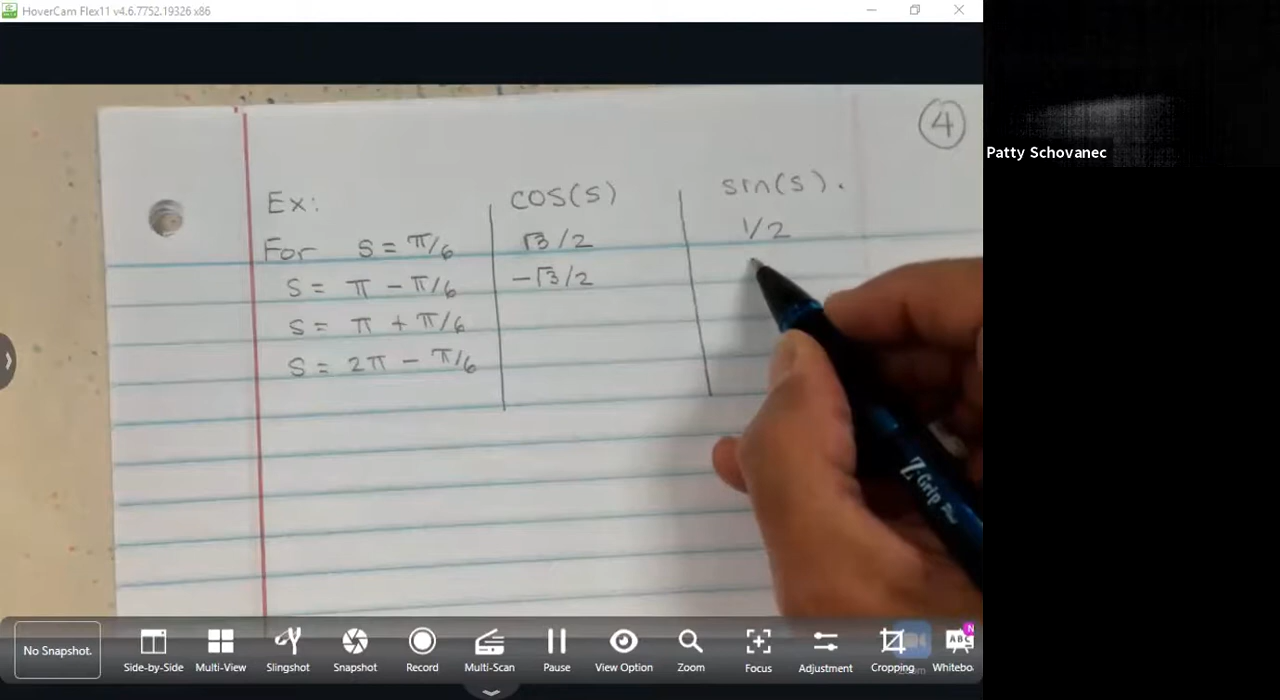 HoverCam Flex11 v4.6.7752.19326 x86
Patty Schovanec
4
Ex: cos(s) sin(s).
For s = π/6 √3/2 1/2
s = π - π/6 -√3/2
s = π + π/6
s = 2π - π/6
Z-Grip
No Snapshot.
Side-by-Side Multi-View Slingshot Snapshot Record Multi-Scan Pause View Option Zoom Focus Adjustment Cropping Whitebo
ABC
N